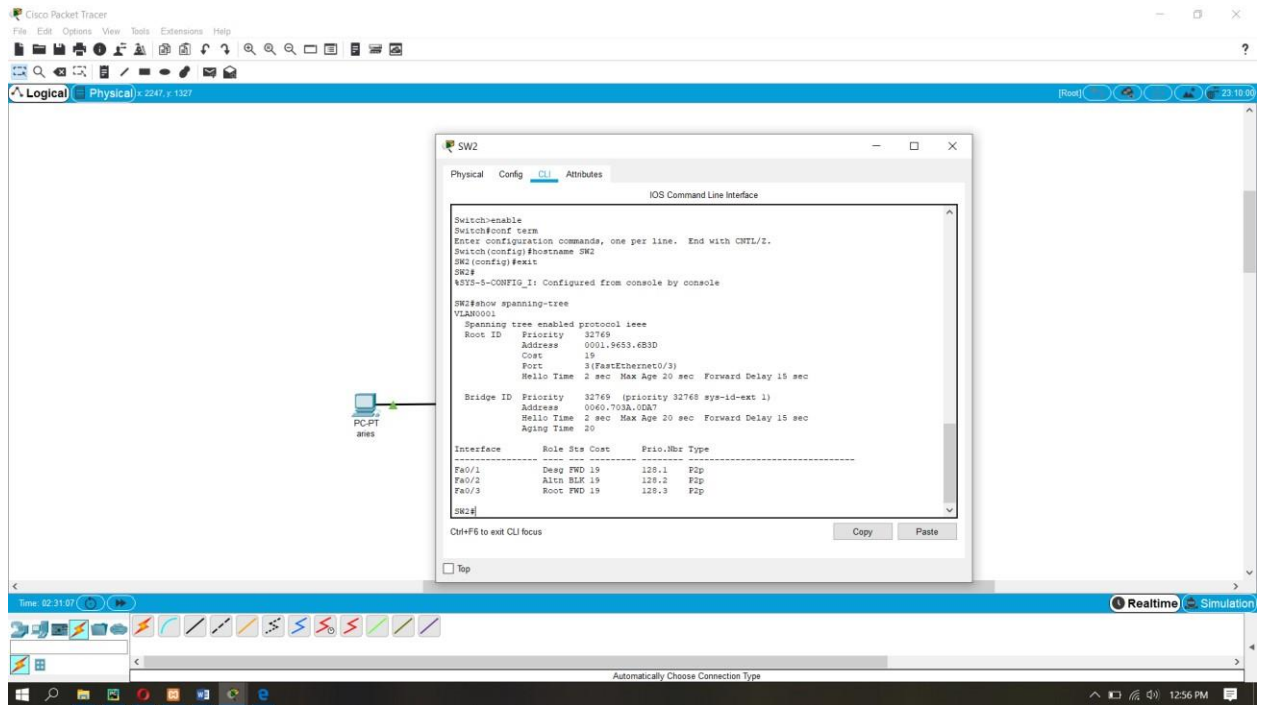 Cisco Packet Tracer
File Edit Options View Tools Extensions Help
?
Logical Physical x: 2247, y: 1327 [Root] 23:10:00
SW2
Physical Config CLI Attributes
IOS Command Line Interface
Switch>enable
Switch#conf term
Enter configuration commands, one per line. End with CNTL/Z.
Switch(config)#hostname SW2
SW2(config)#exit
SW2#
%SYS-5-CONFIG_I: Configured from console by console
SW2#show spanning-tree
VLAN0001
Spanning tree enabled protocol ieee
Root ID Priority 32769
Address 0001.9653.6B3D
Cost 19
Port 3(FastEthernet0/3)
Hello Time 2 sec Max Age 20 sec Forward Delay 15 sec
Bridge ID Priority 32769 (priority 32768 sys-id-ext 1)
Address 0060.703A.0DA7
Hello Time 2 sec Max Age 20 sec Forward Delay 15 sec
Aging Time 20
Interface Role Sts Cost Prio.Nbr Type
---------------- ---- --- --------- -------- --------------------------------
Fa0/1 Desg FWD 19 128.1 P2p
Fa0/2 Altn BLK 19 128.2 P2p
Fa0/3 Root FWD 19 128.3 P2p
SW2#
Ctrl+F6 to exit CLI focus Copy Paste
Top
PC-PT
aries
Time: 02:31:07 Realtime Simulation
Automatically Choose Connection Type
12:56 PM